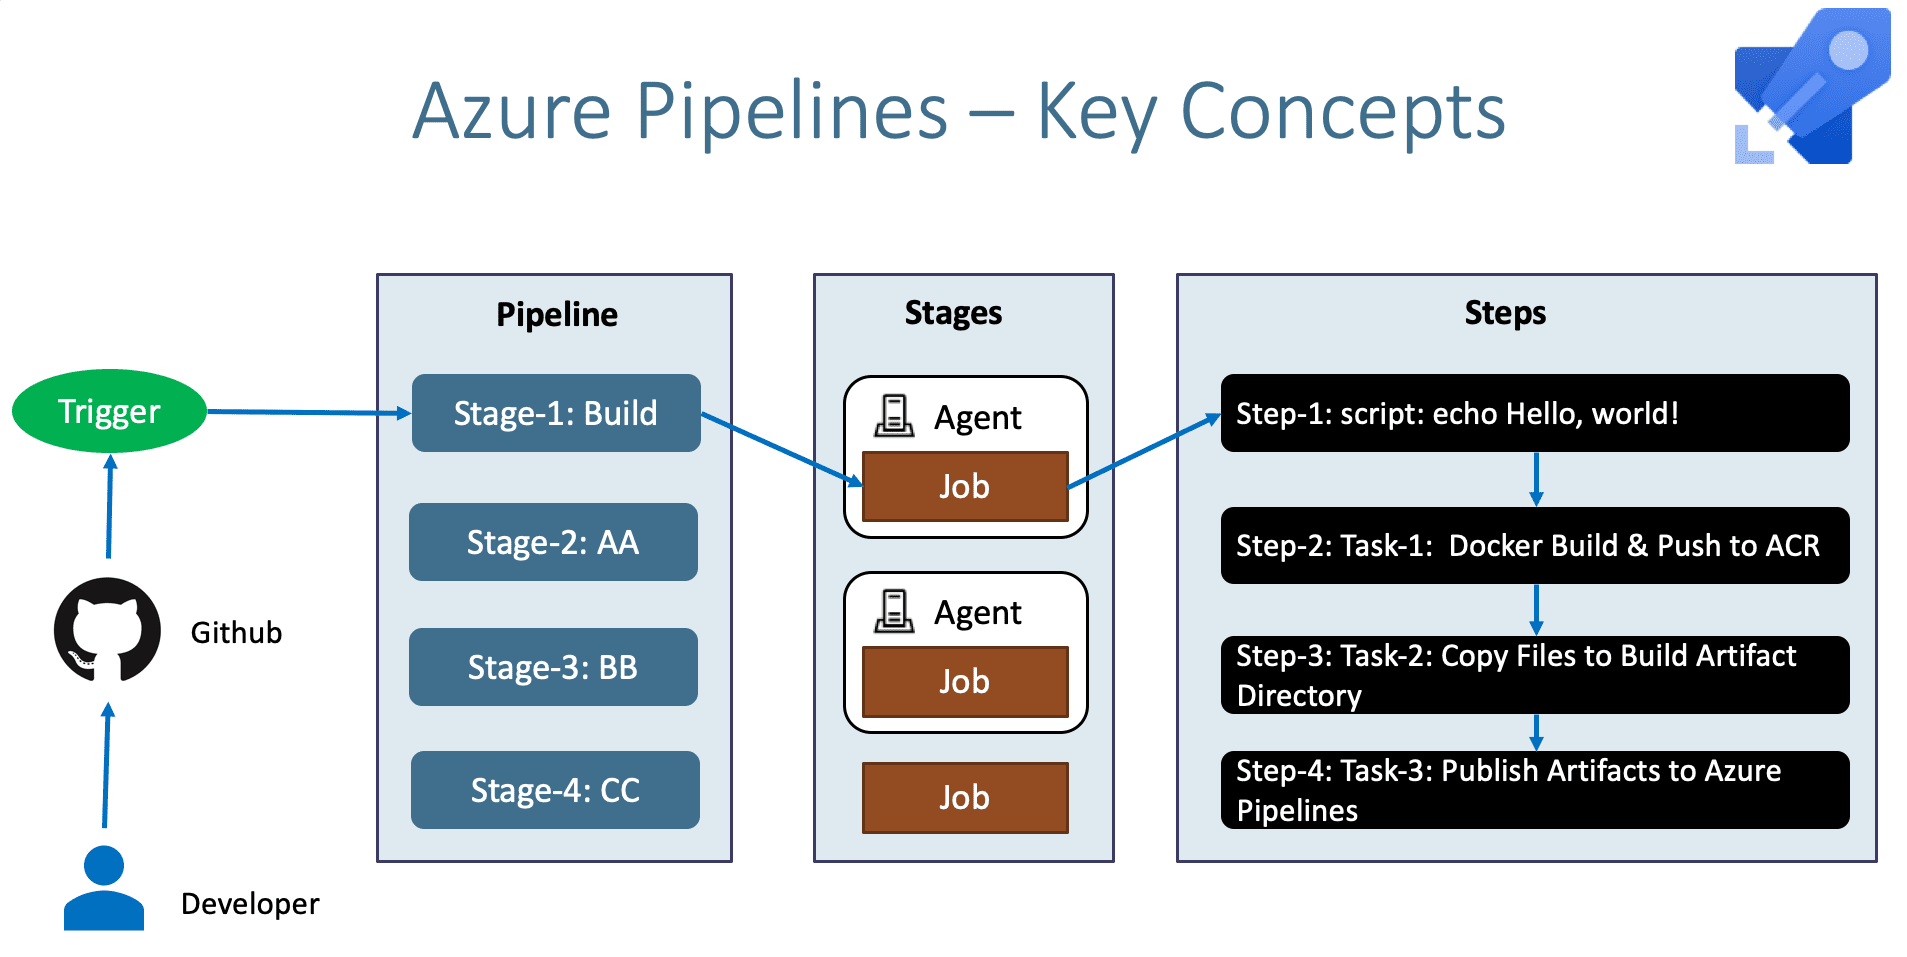 Azure Pipelines – Key Concepts
Trigger
Github
Developer
Pipeline
Stage-1: Build
Stage-2: AA
Stage-3: BB
Stage-4: CC
Stages
Agent
Job
Agent
Job
Job
Steps
Step-1: script: echo Hello, world!
Step-2: Task-1:  Docker Build & Push to ACR
Step-3: Task-2: Copy Files to Build Artifact
Directory
Step-4: Task-3: Publish Artifacts to Azure
Pipelines